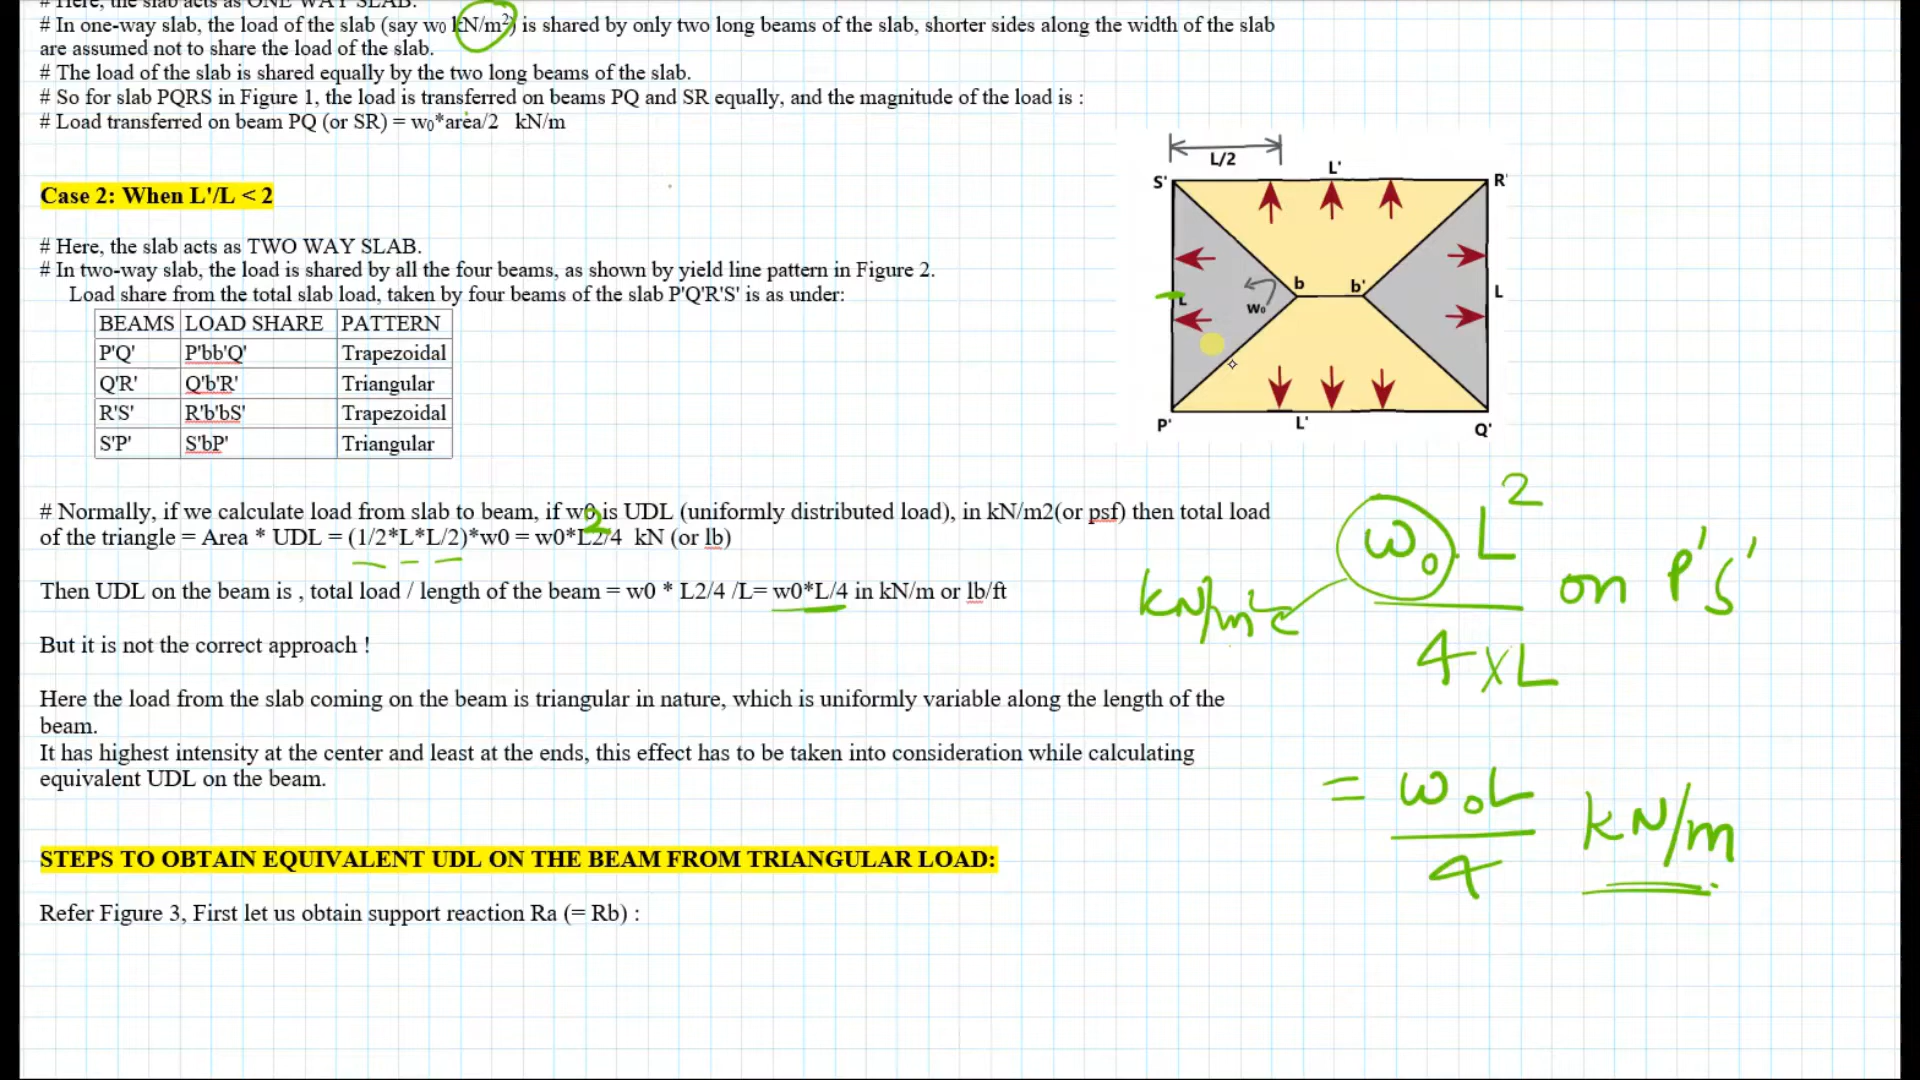 # Here, the slab acts as ONE WAY SLAB.
# In one-way slab, the load of the slab (say w₀ kN/m²) is shared by only two long beams of the slab, shorter sides along the width of the slab
are assumed not to share the load of the slab.
# The load of the slab is shared equally by the two long beams of the slab.
# So for slab PQRS in Figure 1, the load is transferred on beams PQ and SR equally, and the magnitude of the load is :
# Load transferred on beam PQ (or SR) = w₀*area/2 kN/m
Case 2: When L'/L < 2
# Here, the slab acts as TWO WAY SLAB.
# In two-way slab, the load is shared by all the four beams, as shown by yield line pattern in Figure 2.
Load share from the total slab load, taken by four beams of the slab P'Q'R'S' is as under:
BEAMS LOAD SHARE PATTERN
P'Q' P'bb'Q' Trapezoidal
Q'R' Q'b'R' Triangular
R'S' R'b'bS' Trapezoidal
S'P' S'bP' Triangular
# Normally, if we calculate load from slab to beam, if w0 is UDL (uniformly distributed load), in kN/m2(or psf) then total load
of the triangle = Area * UDL = (1/2*L*L/2)*w0 = w0*L2/4 kN (or lb)
2
Then UDL on the beam is , total load / length of the beam = w0 * L2/4 /L= w0*L/4 in kN/m or lb/ft
But it is not the correct approach !
Here the load from the slab coming on the beam is triangular in nature, which is uniformly variable along the length of the
beam.
It has highest intensity at the center and least at the ends, this effect has to be taken into consideration while calculating
equivalent UDL on the beam.
STEPS TO OBTAIN EQUIVALENT UDL ON THE BEAM FROM TRIANGULAR LOAD:
Refer Figure 3, First let us obtain support reaction Ra (= Rb) :
L/2
L'
S'
R'
b
b'
L
w₀
L
P'
L'
Q'
w₀.L²
kN/m²
on P'S'
4×L
= w₀L
kN/m
4